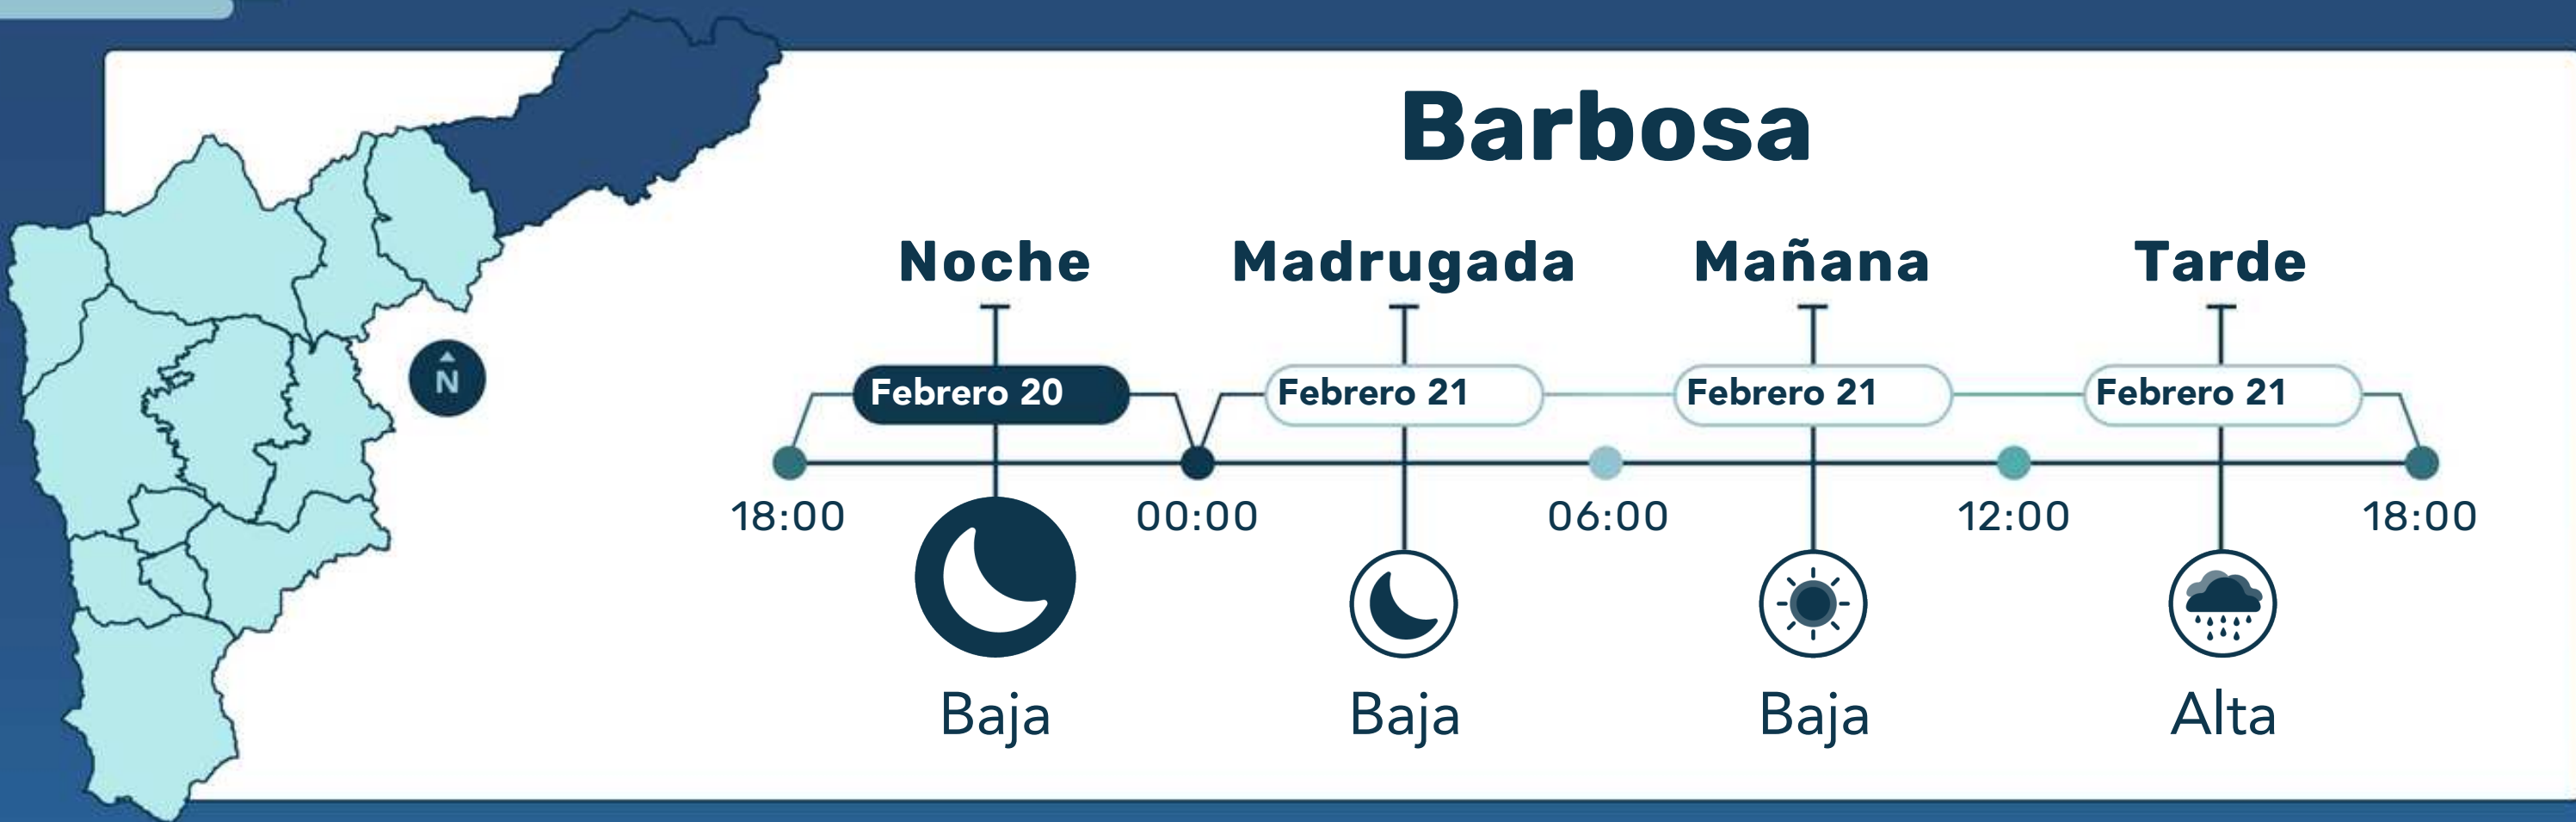 Barbosa
Noche Madrugada Mañana Tarde
Febrero 20 Febrero 21 Febrero 21 Febrero 21
N
18:00 00:00 06:00 12:00 18:00
Baja Baja Baja Alta